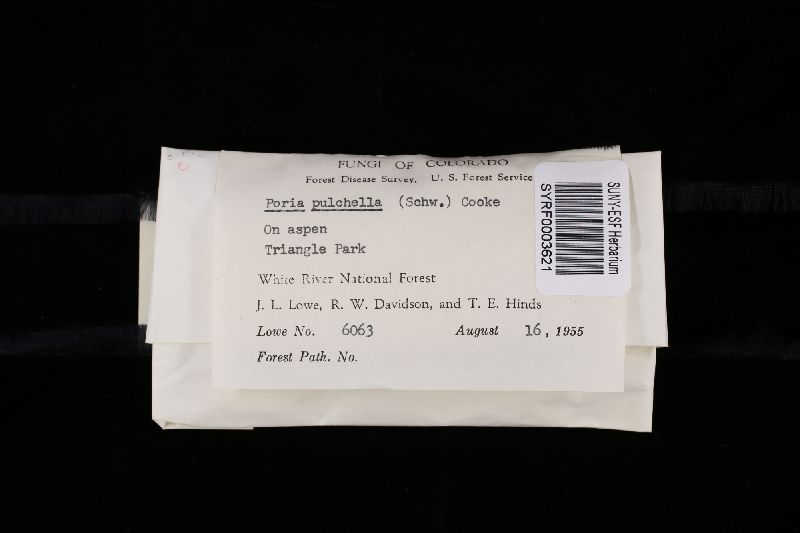 FUNGI OF COLORADO
Forest Disease Survey, U. S. Forest Service
Poria pulchella (Schw.) Cooke
On aspen
Triangle Park
White River National Forest
J. L. Lowe, R. W. Davidson, and T. E. Hinds
Lowe No. 6063 August 16, 1955
Forest Path. No.
SUNY-ESF Herbarium
SYRF0003621